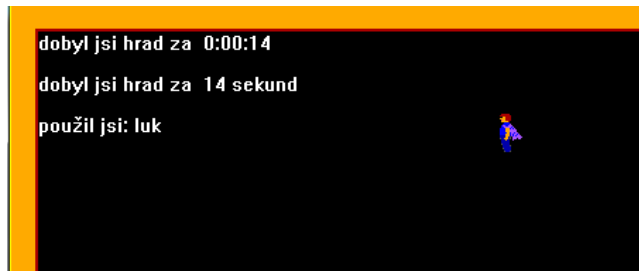 dobyl jsi hrad za  0:00:14
dobyl jsi hrad za  14 sekund
použil jsi: luk